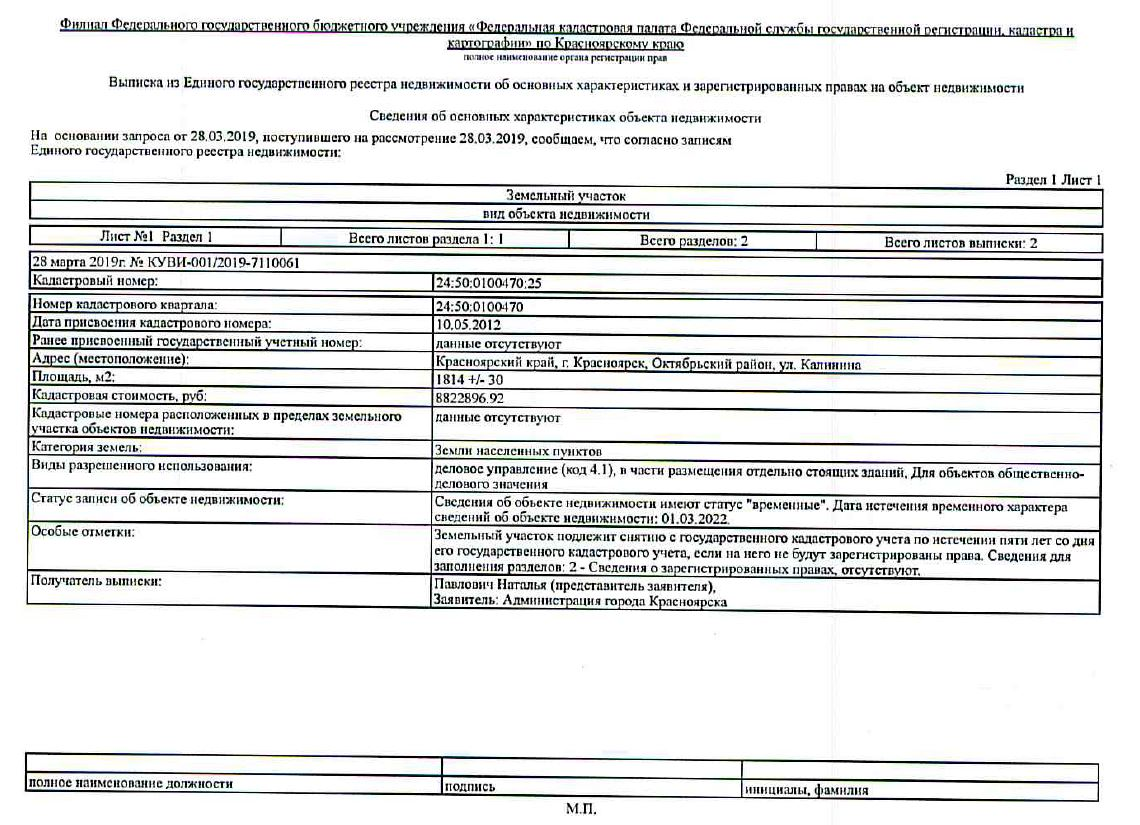 Филиал Федерального государственного бюджетного учреждения «Федеральная кадастровая палата Федеральной службы государственной регистрации, кадастра и
картографии» по Красноярскому краю
полное наименование органа регистрации прав
Выписка из Единого государственного реестра недвижимости об основных характеристиках и зарегистрированных правах на объект недвижимости
Сведения об основных характеристиках объекта недвижимости
На основании запроса от 28.03.2019, поступившего на рассмотрение 28.03.2019, сообщаем, что согласно записям
Единого государственного реестра недвижимости:
Раздел 1 Лист 1
Земельный участок
вид объекта недвижимости
Лист №1 Раздел 1 Всего листов раздела 1: 1 Всего разделов: 2 Всего листов выписки: 2
28 марта 2019г. № КУВИ-001/2019-7110061
Кадастровый номер: 24:50:0100470:25
Номер кадастрового квартала: 24:50:0100470
Дата присвоения кадастрового номера: 10.05.2012
Ранее присвоенный государственный учетный номер: данные отсутствуют
Адрес (местоположение): Красноярский край, г. Красноярск, Октябрьский район, ул. Калинина
Площадь, м2: 1814 +/- 30
Кадастровая стоимость, руб: 8822896.92
Кадастровые номера расположенных в пределах земельного
участка объектов недвижимости:
данные отсутствуют
Категория земель: Земли населенных пунктов
Виды разрешенного использования:
деловое управление (код 4.1), в части размещения отдельно стоящих зданий, Для объектов общественно-
делового значения
Статус записи об объекте недвижимости:
Сведения об объекте недвижимости имеют статус "временные". Дата истечения временного характера
сведений об объекте недвижимости: 01.03.2022.
Особые отметки:
Земельный участок подлежит снятию с государственного кадастрового учета по истечении пяти лет со дня
его государственного кадастрового учета, если на него не будут зарегистрированы права. Сведения для
заполнения разделов: 2 - Сведения о зарегистрированных правах, отсутствуют.
Получатель выписки:
Павлович Наталья (представитель заявителя),
Заявитель: Администрация города Красноярска
полное наименование должности подпись инициалы, фамилия
М.П.